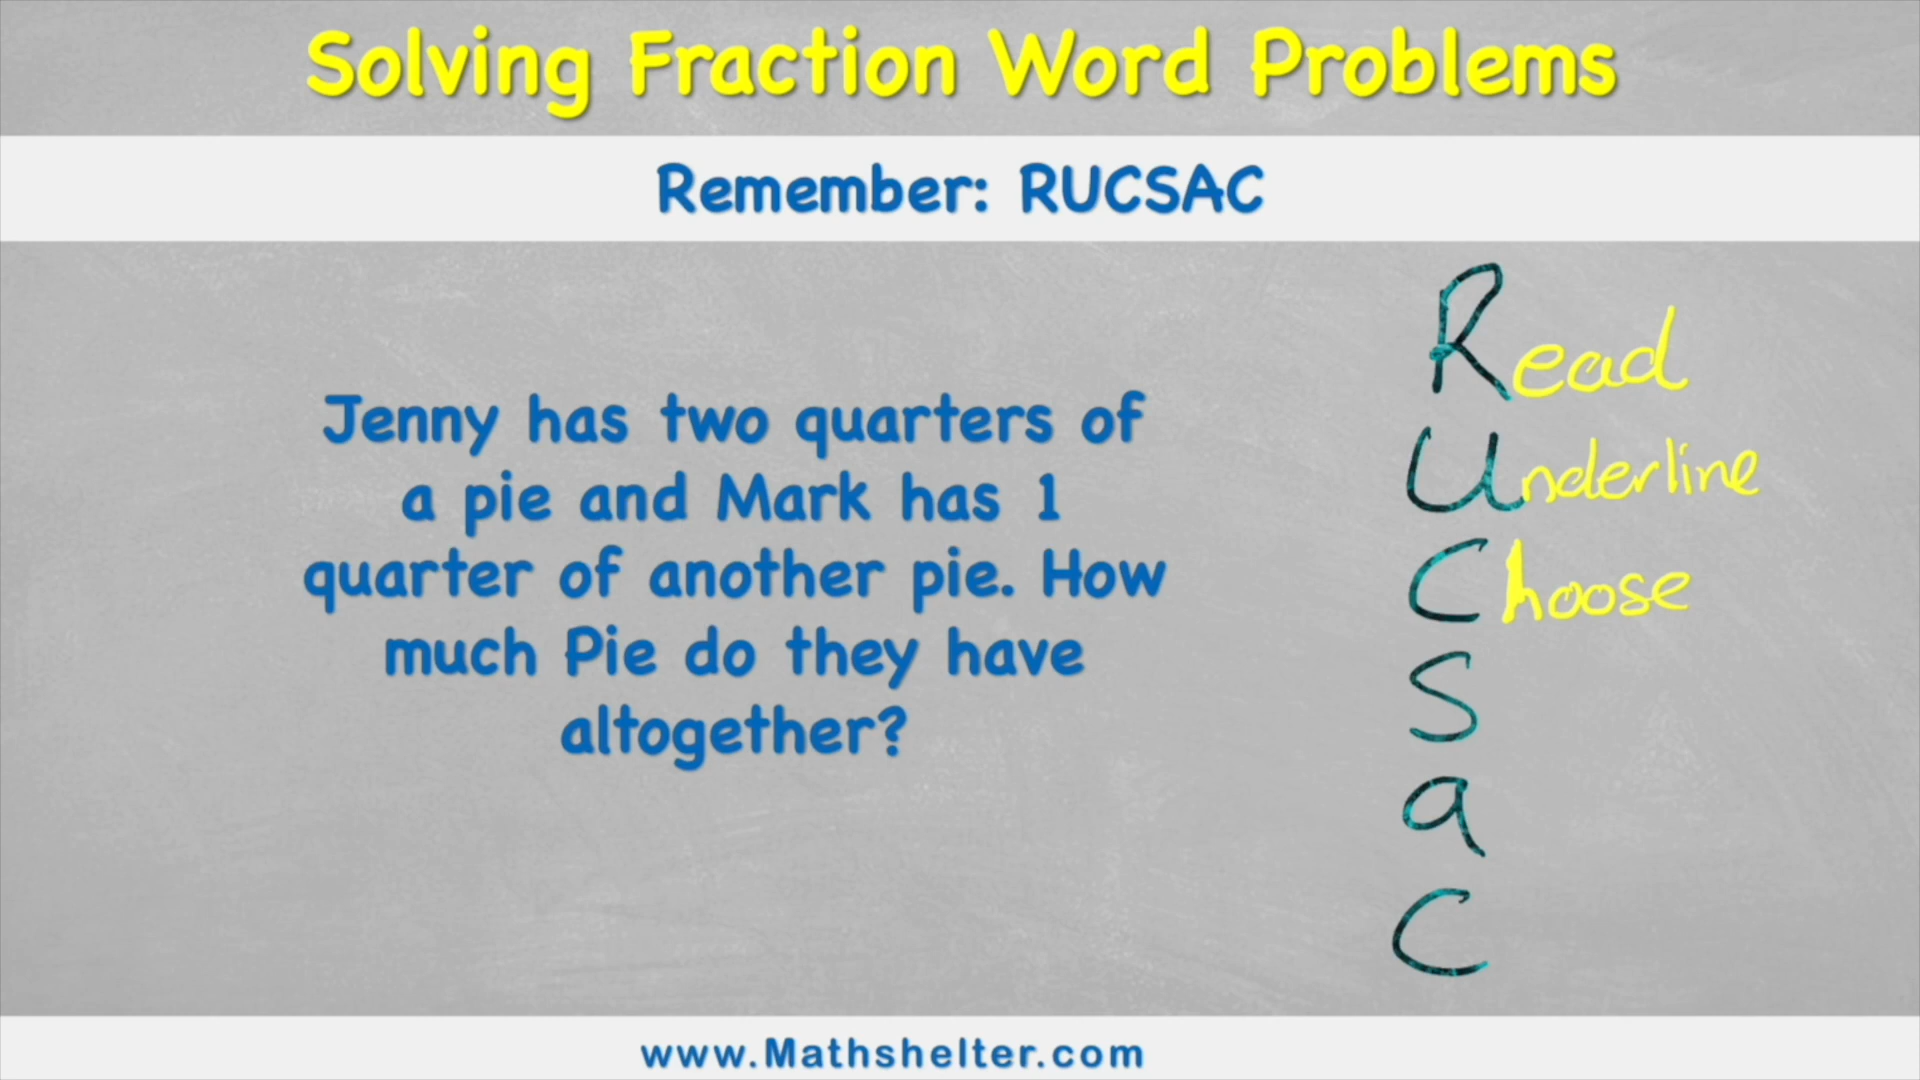 Solving Fraction Word Problems
Remember: RUCSAC
Jenny has two quarters of
a pie and Mark has 1
quarter of another pie. How
much Pie do they have
altogether?
Read
Underline
Choose
S
a
C
www.Mathshelter.com